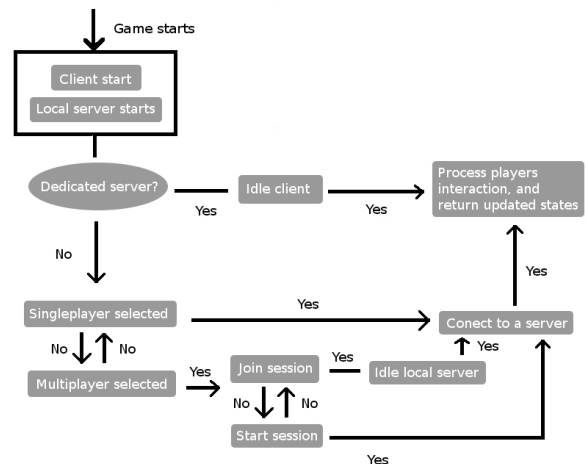 Game starts
Client start
Local server starts
Dedicated server?
Yes
Idle client
Yes
Process players
interaction, and
return updated states
No
Yes
Singleplayer selected
Yes
Conect to a server
No
No
Multiplayer selected
Yes
Join session
Yes
Idle local server
Yes
No
No
Start session
Yes